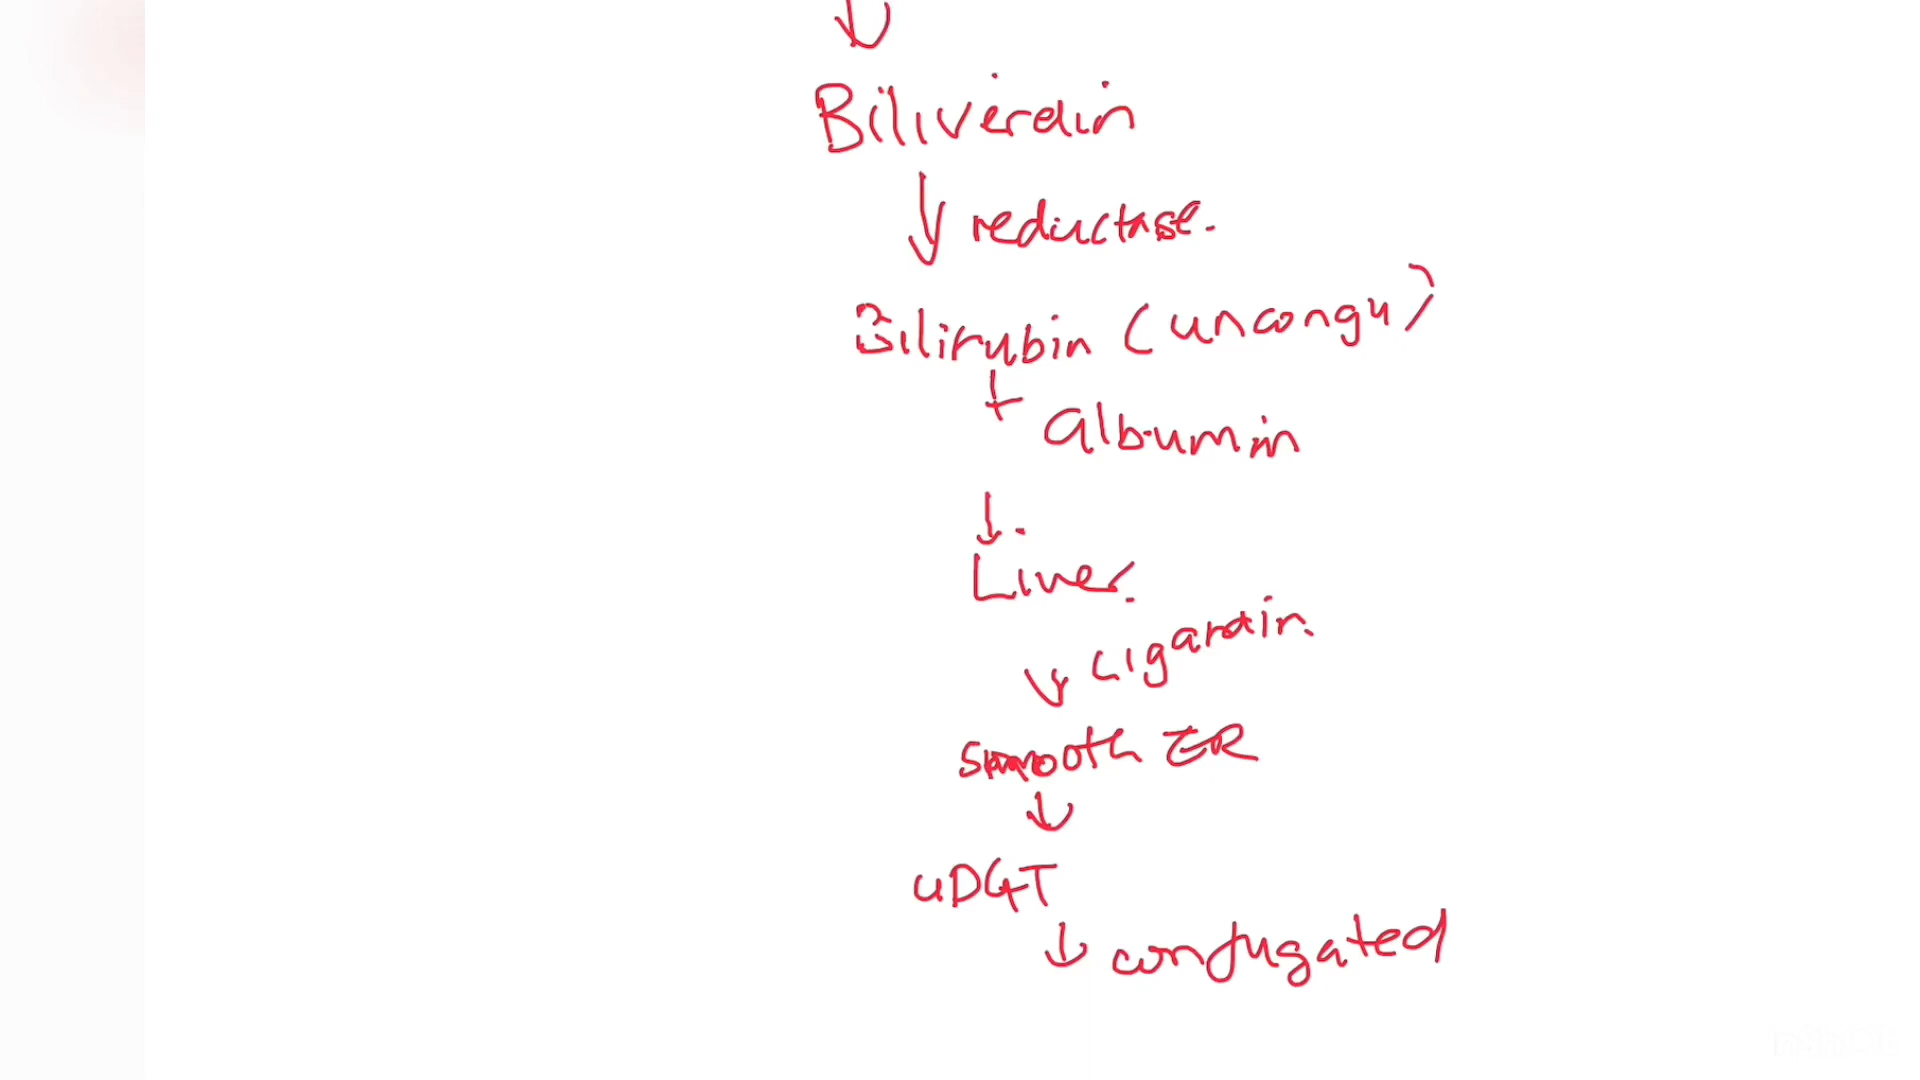 Biliverdin
reductase.
Bilirubin (uncongu)
+ albumin
Liver.
Ligandin.
smooth ER
UDGT
conjugated